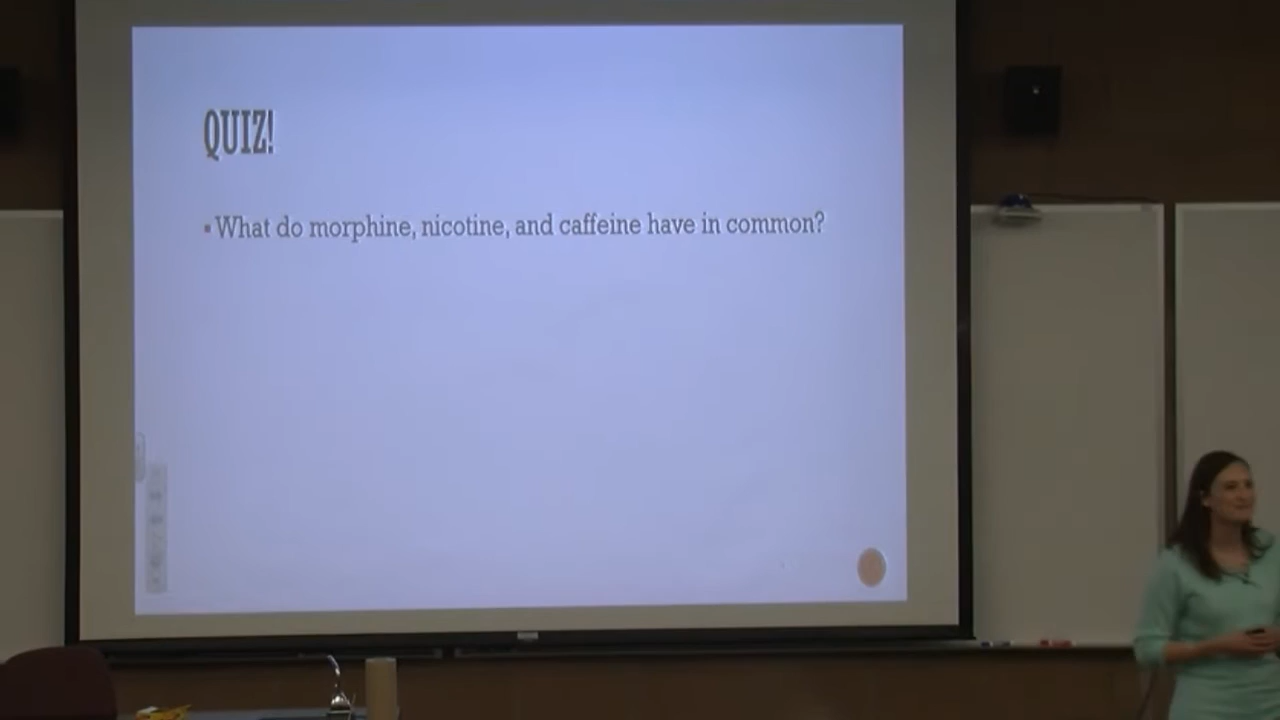 QUIZ!
▪ What do morphine, nicotine, and caffeine have in common?